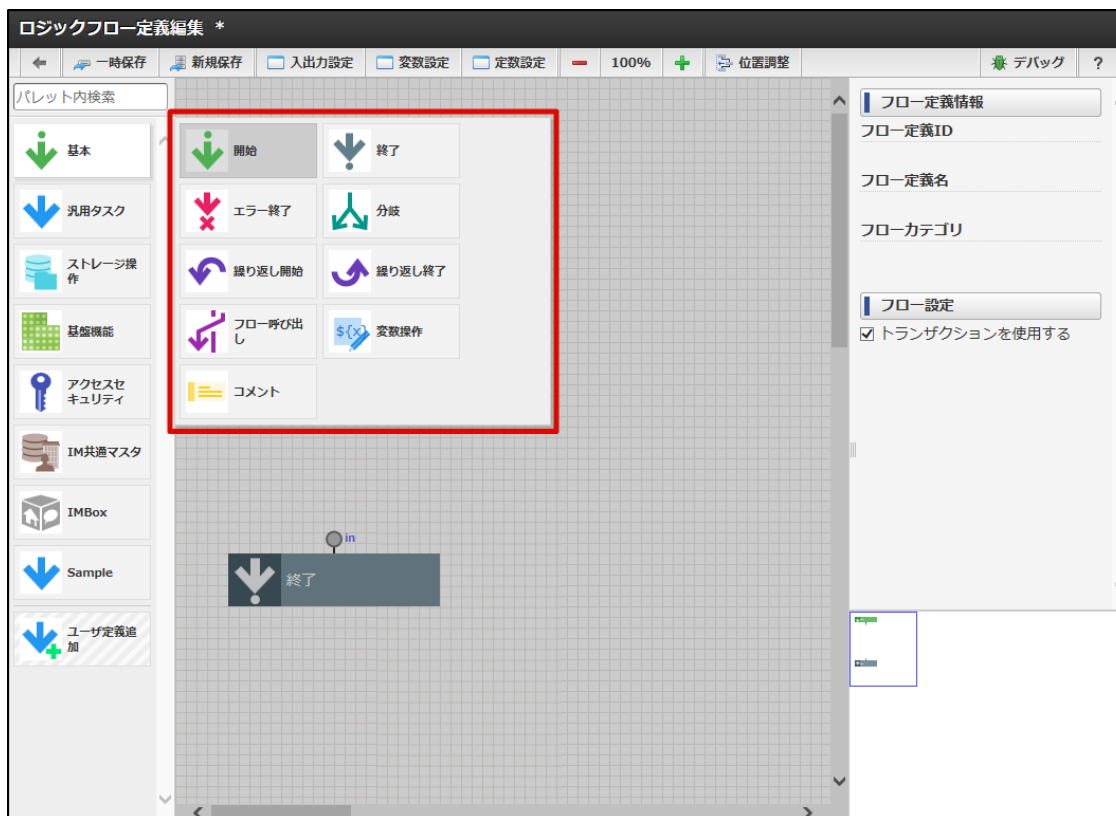 ロジックフロー定義編集 *
一時保存 新規保存 入出力設定 変数設定 定数設定 100% 位置調整 デバッグ ?
パレット内検索
基本
汎用タスク
ストレージ操
作
基盤機能
アクセスセ
キュリティ
IM共通マスタ
IMBox
Sample
ユーザ定義追
加
開始
終了
エラー終了
分岐
繰り返し開始
繰り返し終了
フロー呼び出
し
${x}
変数操作
コメント
in
終了
フロー定義情報
フロー定義ID
フロー定義名
フローカテゴリ
フロー設定
トランザクションを使用する